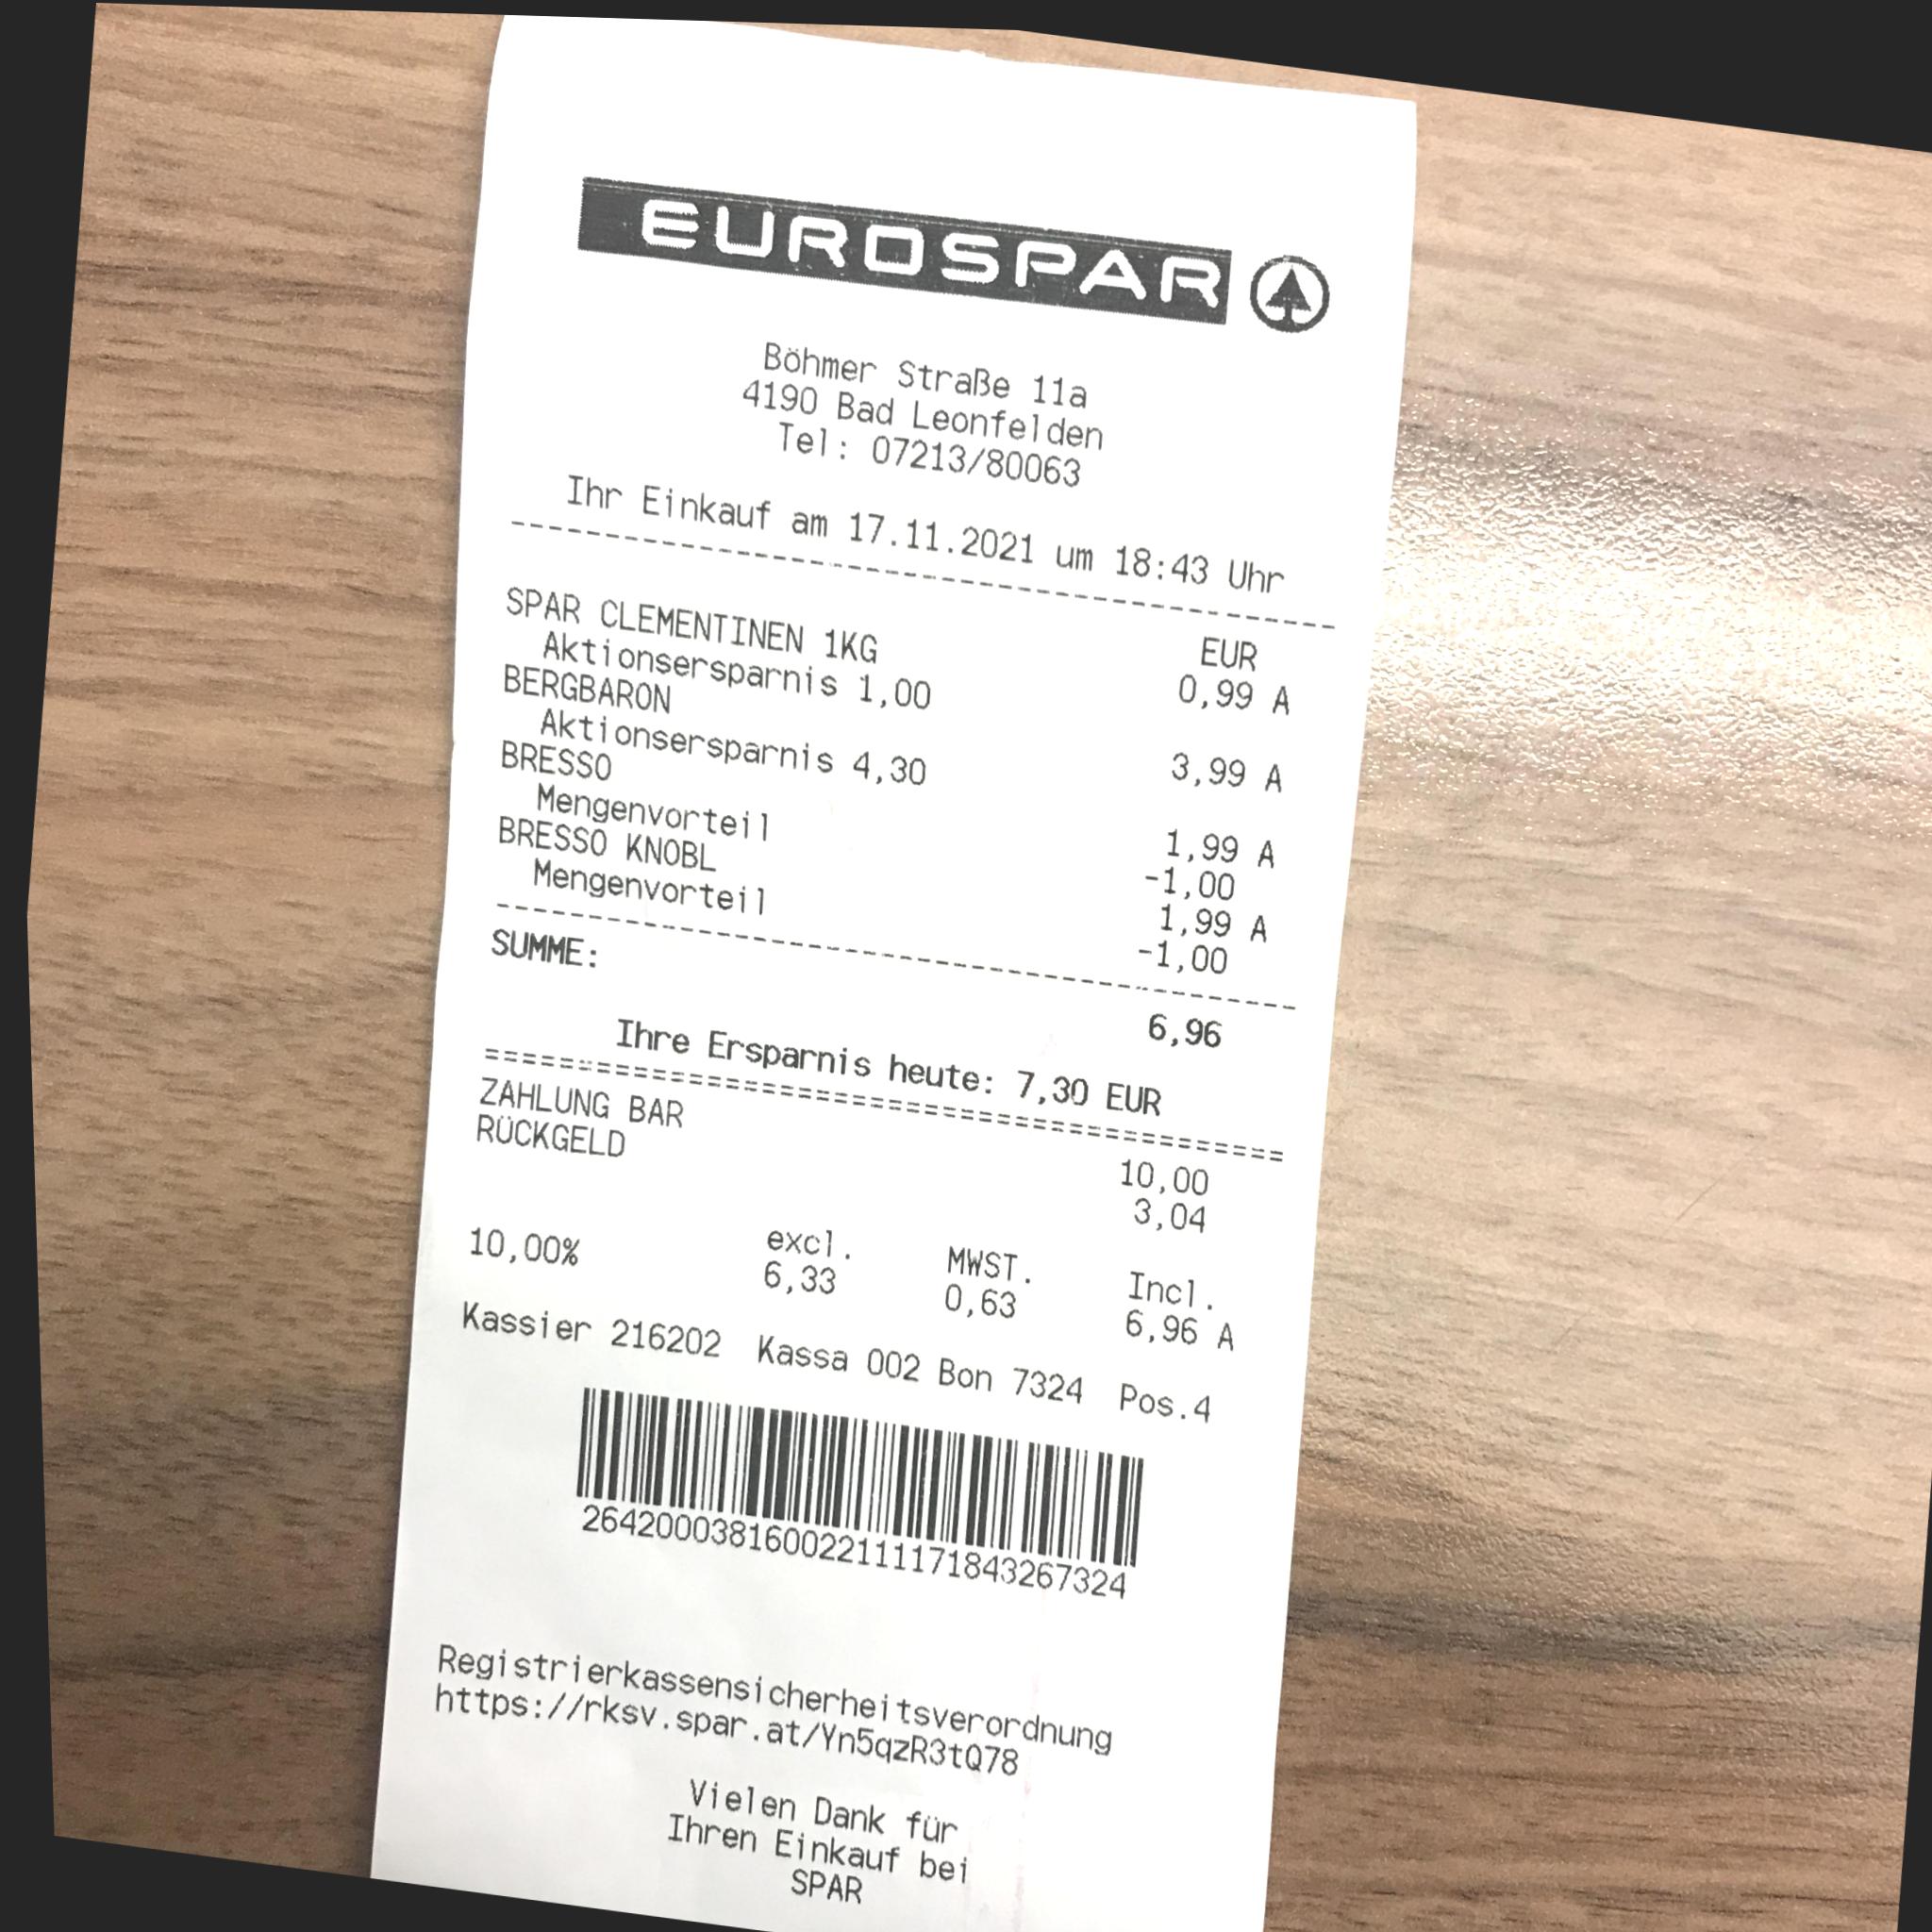 EUROSPAR
Böhmer Straße 11a
4190 Bad Leonfelden
Tel: 07213/80063
Ihr Einkauf am 17.11.2021 um 18:43 Uhr
--------------------------------------------
EUR
SPAR CLEMENTINEN 1KG 0,99 A
Aktionsersparnis 1,00
BERGBARON 3,99 A
Aktionsersparnis 4,30
BRESSO 1,99 A
Mengenvorteil -1,00
BRESSO KNOBL 1,99 A
Mengenvorteil -1,00
--------------------------------------------
SUMME: 6,96
Ihre Ersparnis heute: 7,30 EUR
============================================
ZAHLUNG BAR 10,00
RÜCKGELD 3,04
excl. MWST. Incl.
10,00% 6,33 0,63 6,96 A
Kassier 216202 Kassa 002 Bon 7324 Pos.4
264200038160022111171843267324
Registrierkassensicherheitsverordnung
https://rksv.spar.at/Yn5qzR3tQ78
Vielen Dank für
Ihren Einkauf bei
SPAR